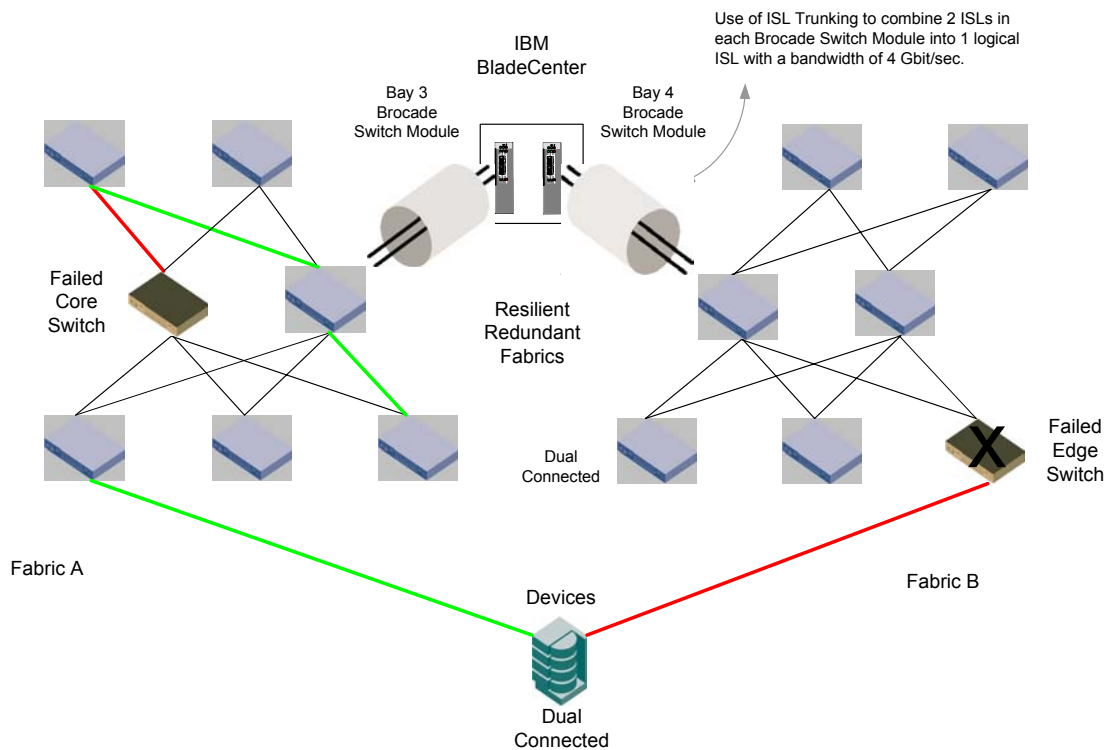 Use of ISL Trunking to combine 2 ISLs in
each Brocade Switch Module into 1 logical
ISL with a bandwidth of 4 Gbit/sec.
IBM
BladeCenter
Bay 3
Brocade
Switch Module
Bay 4
Brocade
Switch Module
Failed
Core
Switch
Resilient
Redundant
Fabrics
Dual
Connected
X
Failed
Edge
Switch
Fabric A
Fabric B
Devices
Dual
Connected